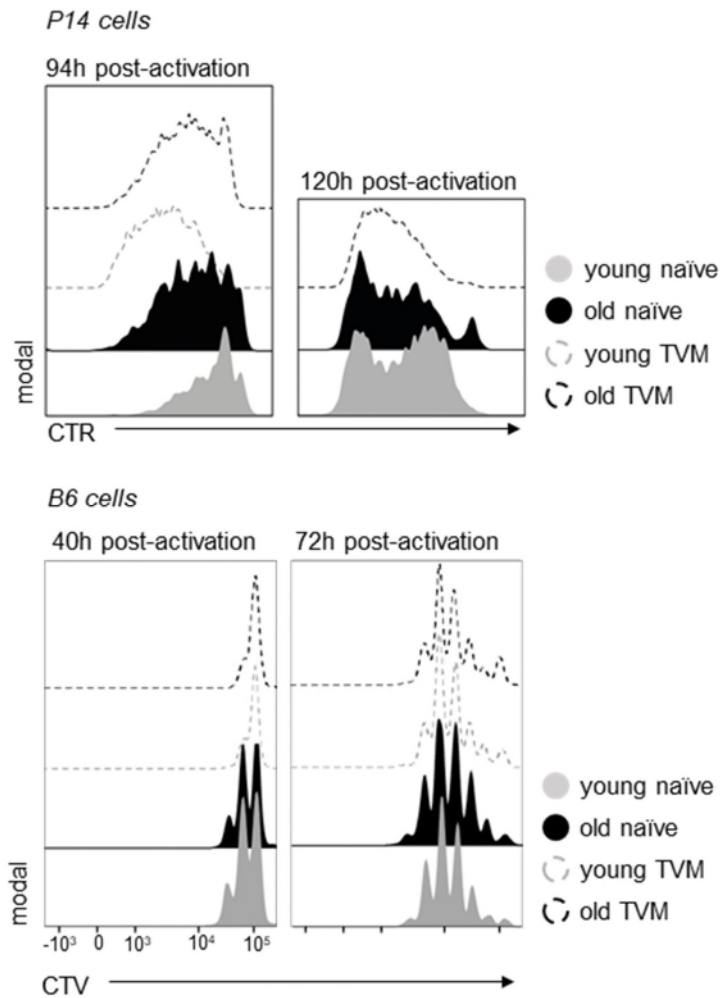 P14 cells
94h post-activation
120h post-activation
young naïve
old naïve
young TVM
old TVM
modal
CTR
B6 cells
40h post-activation
72h post-activation
young naïve
old naïve
young TVM
old TVM
modal
-10³ 0 10³ 10⁴ 10⁵
CTV